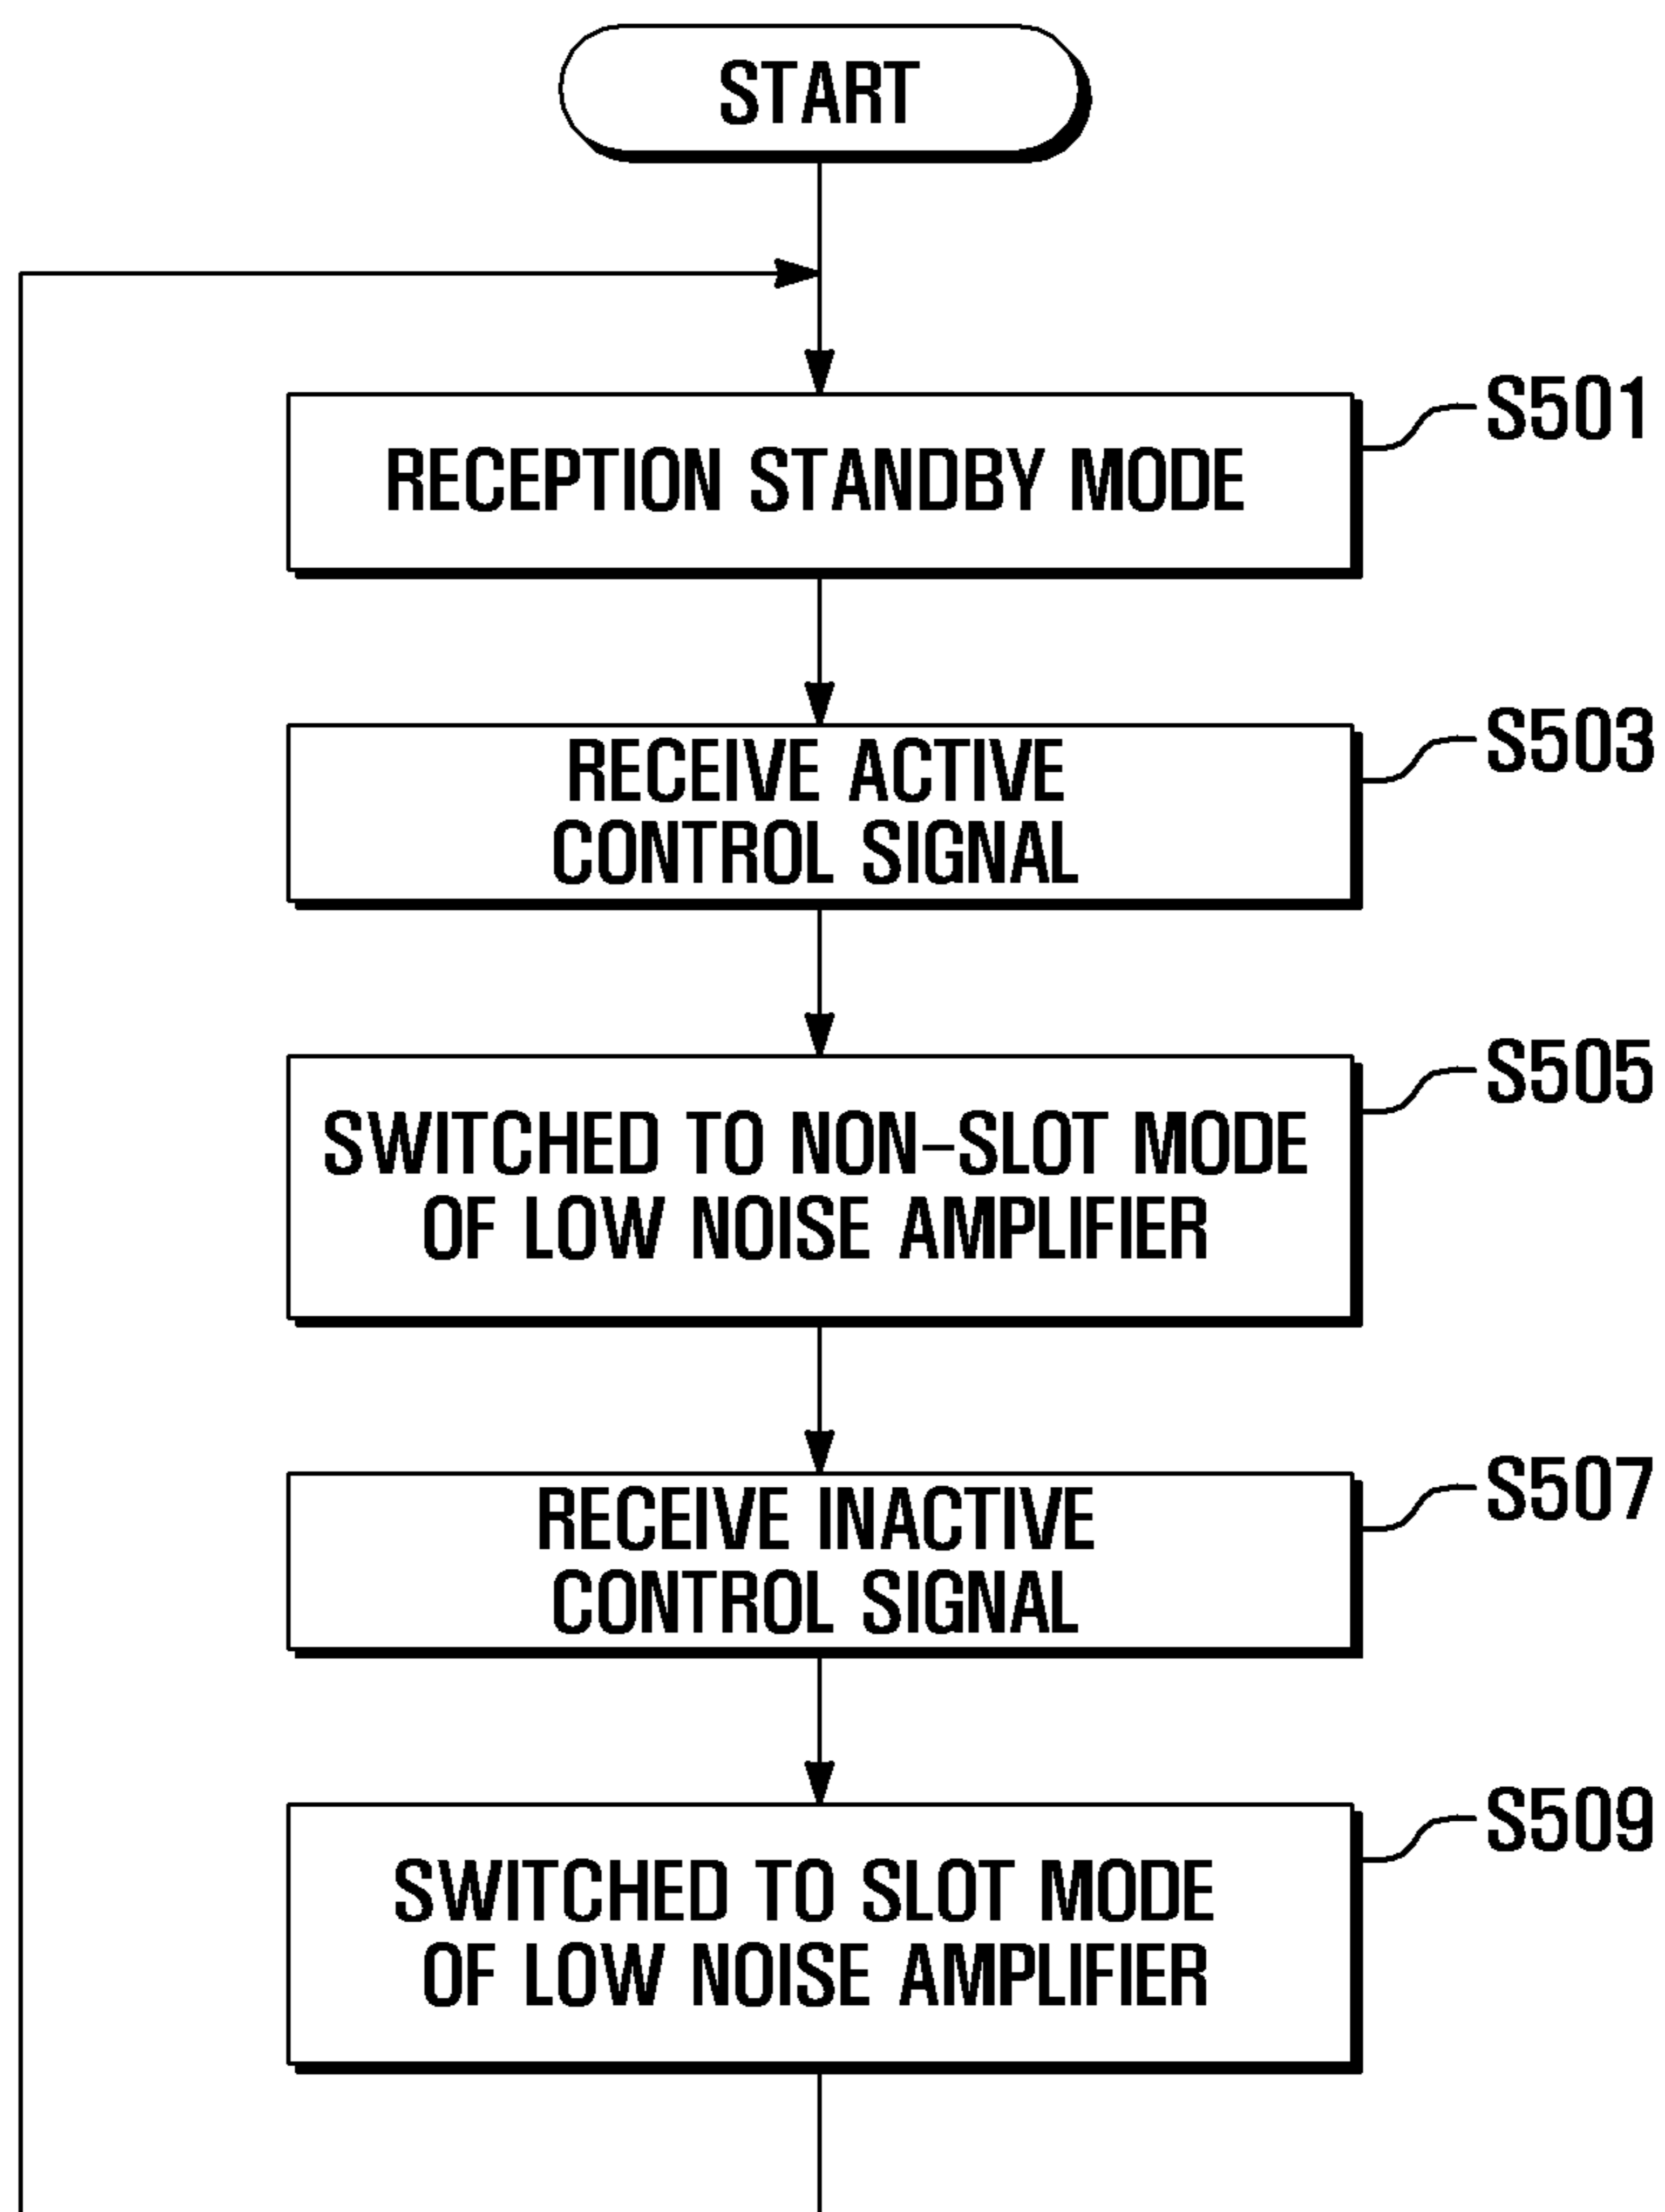 START
RECEPTION STANDBY MODE
S501
RECEIVE ACTIVE
CONTROL SIGNAL
S503
SWITCHED TO NON-SLOT MODE
OF LOW NOISE AMPLIFIER
S505
RECEIVE INACTIVE
CONTROL SIGNAL
S507
SWITCHED TO SLOT MODE
OF LOW NOISE AMPLIFIER
S509